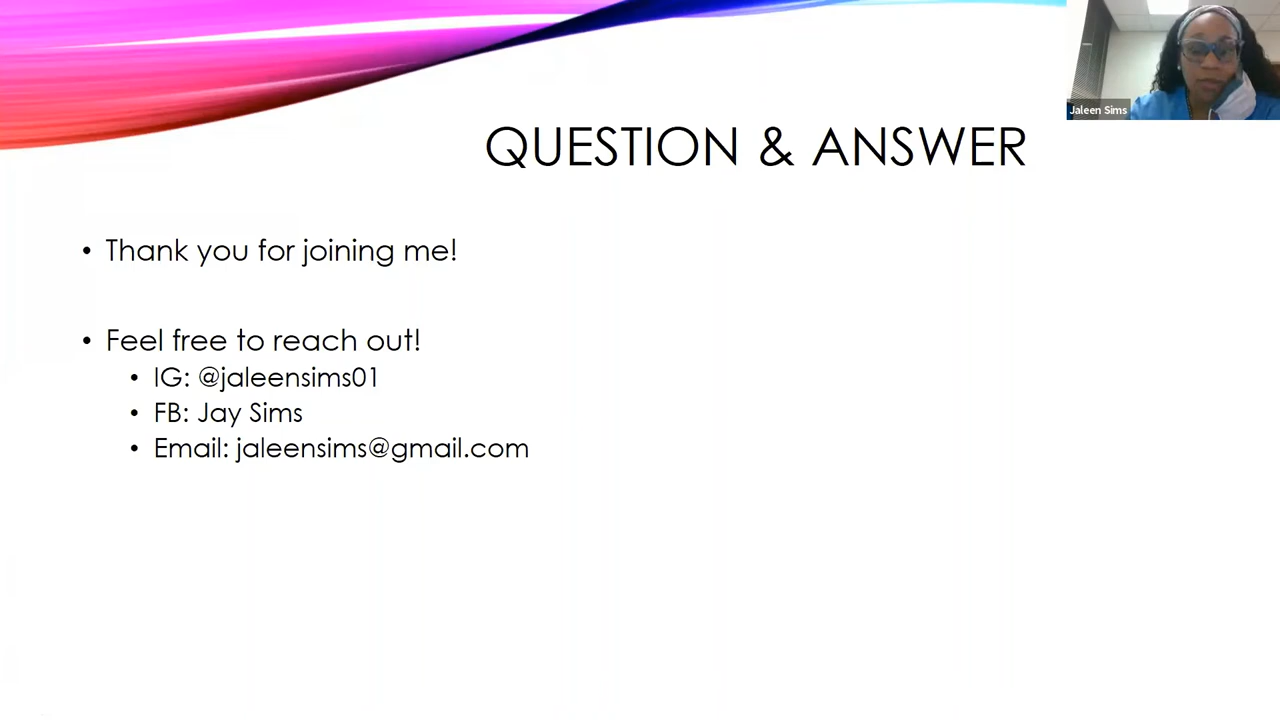 Jaleen Sims
QUESTION & ANSWER
• Thank you for joining me!
• Feel free to reach out!
• IG: @jaleensims01
• FB: Jay Sims
• Email: jaleensims@gmail.com